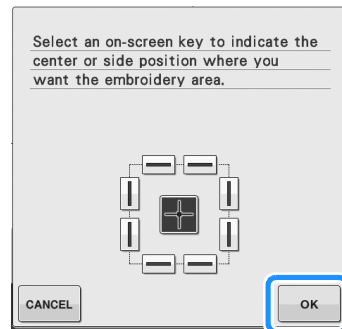 Select an on-screen key to indicate the
center or side position where you
want the embroidery area.
CANCEL
OK